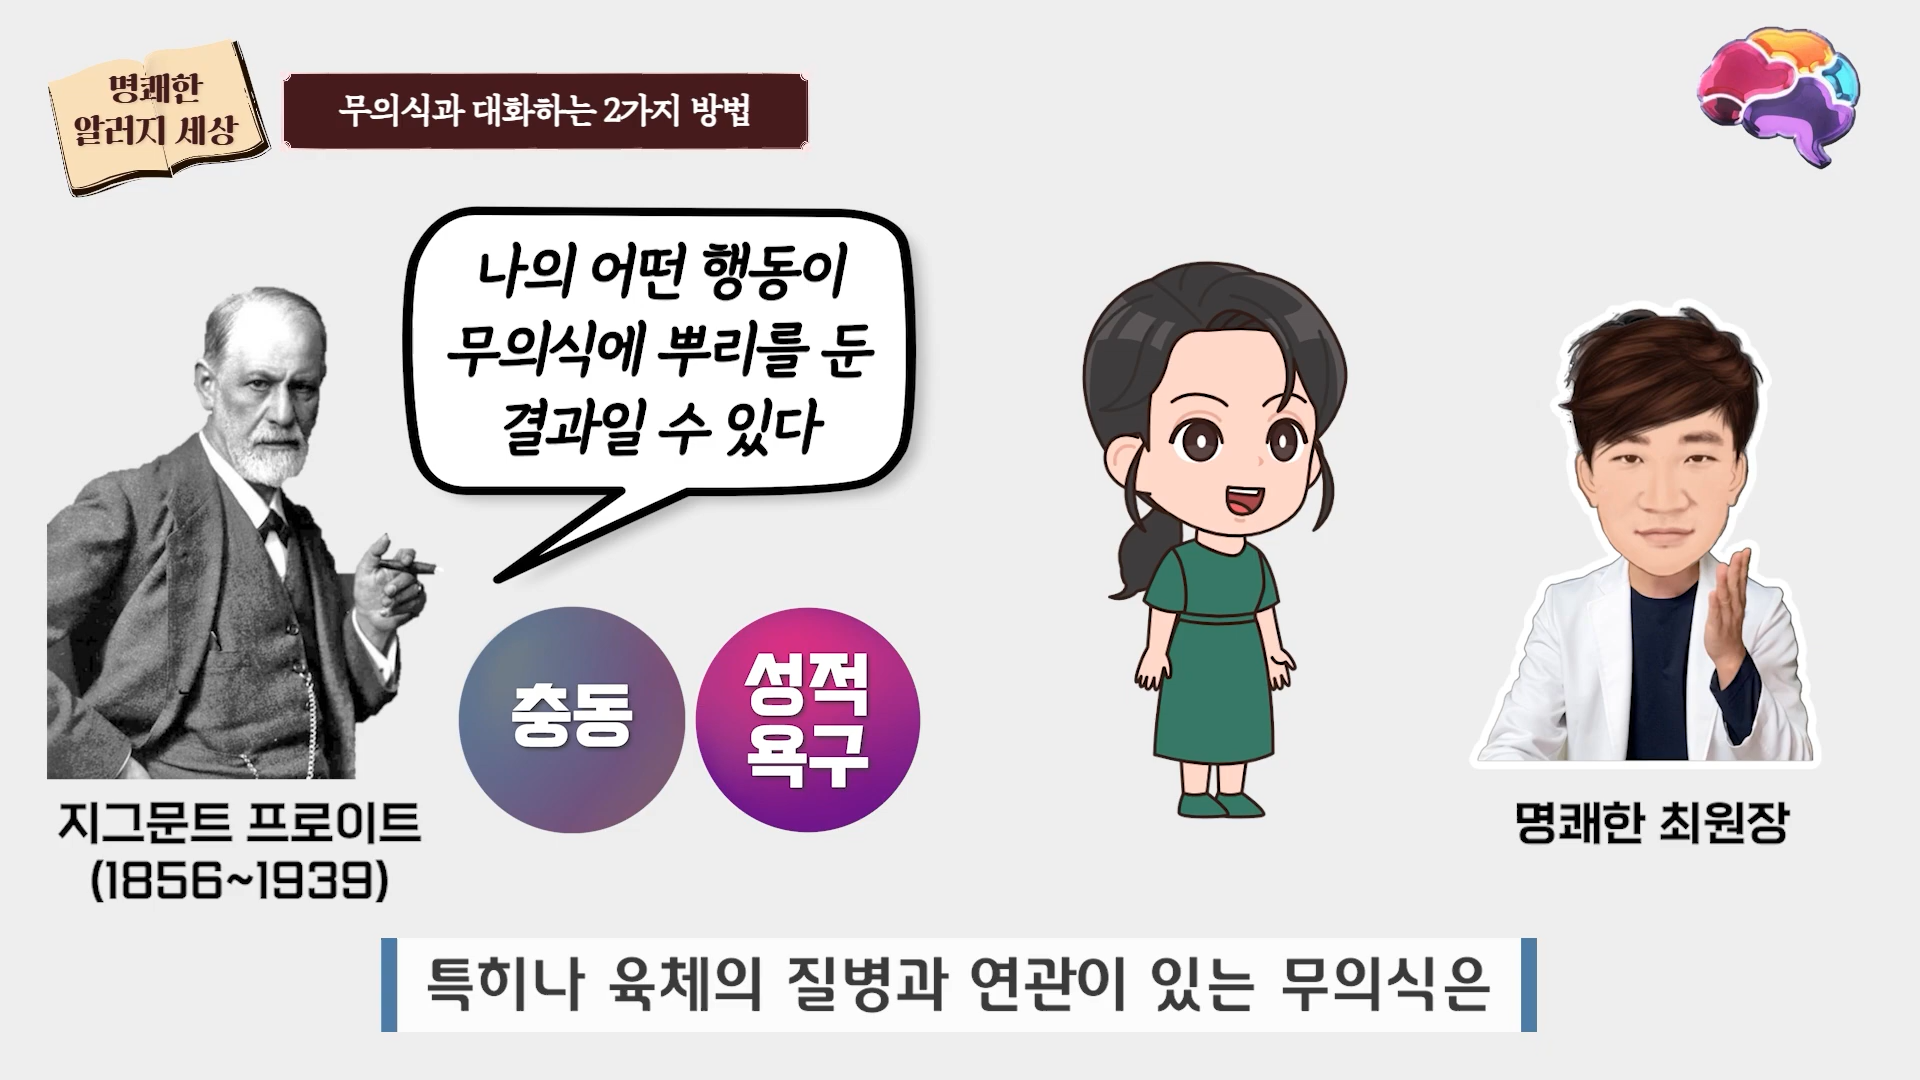 명쾌한
알러지 세상
무의식과 대화하는 2가지 방법
나의 어떤 행동이
무의식에 뿌리를 둔
결과일 수 있다
충동
성적
욕구
지그문트 프로이트
(1856~1939)
명쾌한 최원장
특히나 육체의 질병과 연관이 있는 무의식은